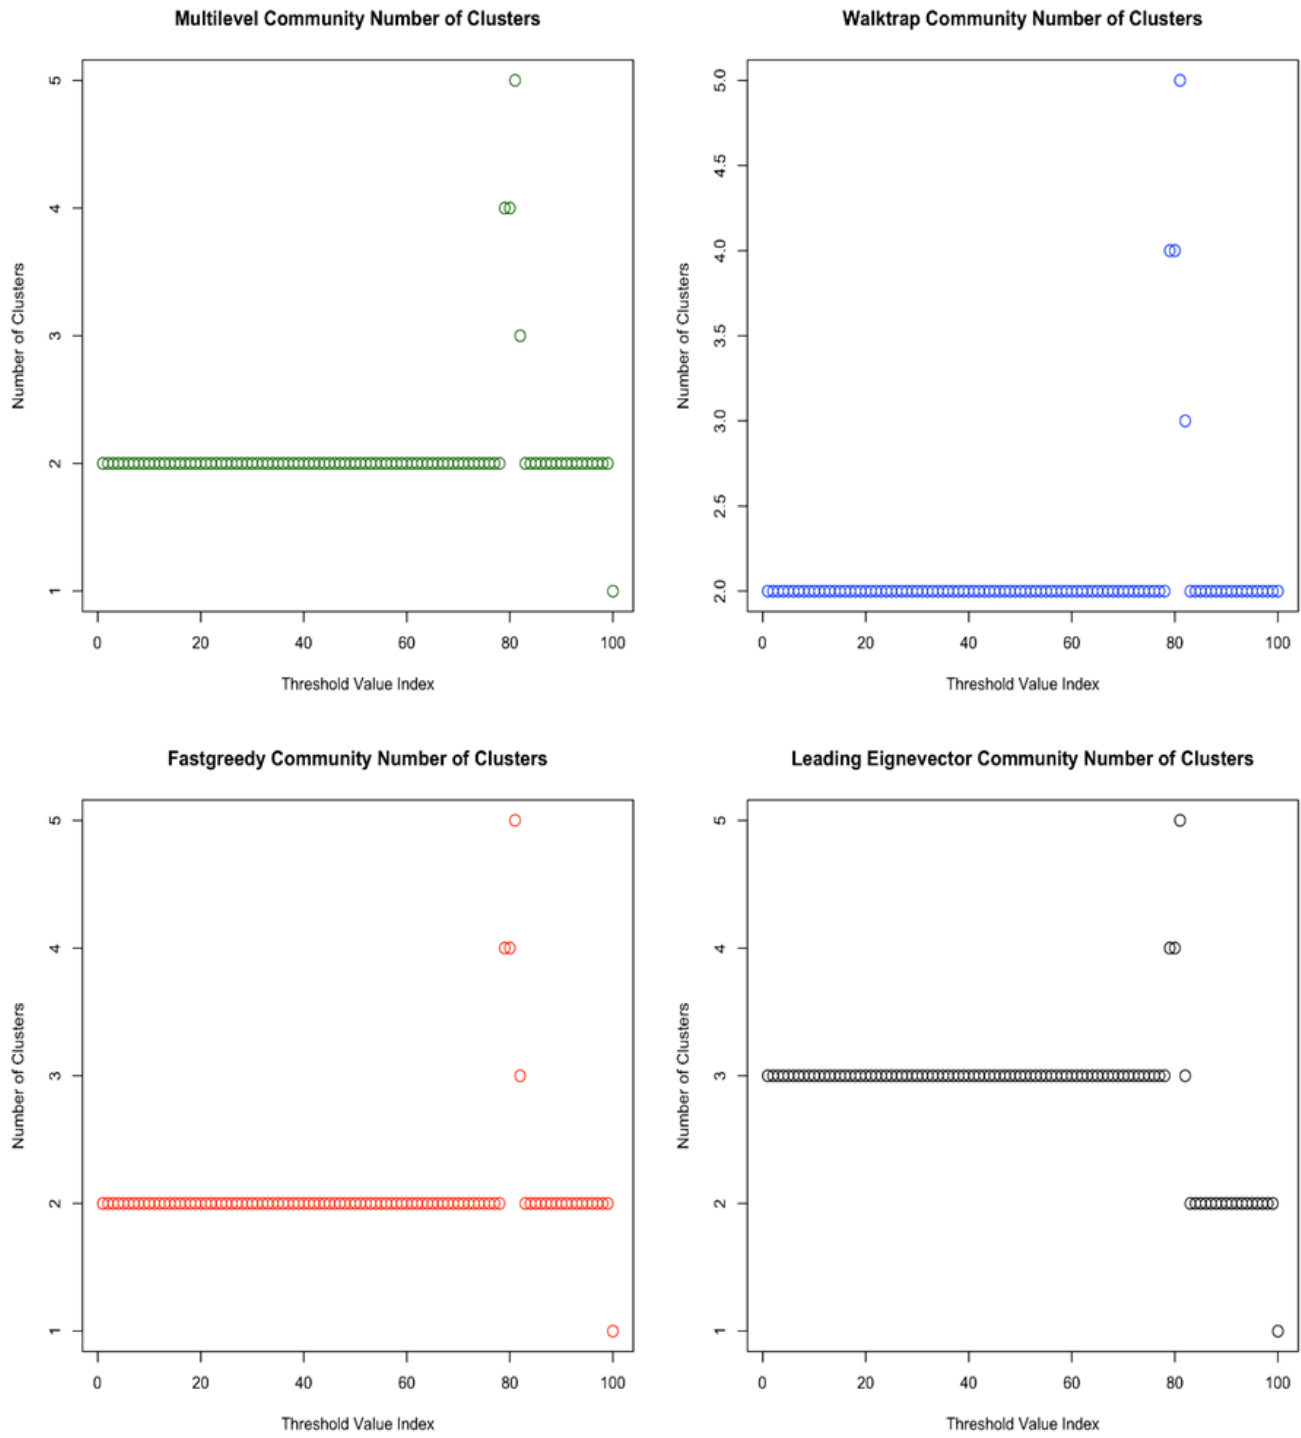 Multilevel Community Number of Clusters
Number of Clusters
5
4
3
2
1
0 20 40 60 80 100
Threshold Value Index
Walktrap Community Number of Clusters
Number of Clusters
5.0
4.5
4.0
3.5
3.0
2.5
2.0
0 20 40 60 80 100
Threshold Value Index
Fastgreedy Community Number of Clusters
Number of Clusters
5
4
3
2
1
0 20 40 60 80 100
Threshold Value Index
Leading Eignevector Community Number of Clusters
Number of Clusters
5
4
3
2
1
0 20 40 60 80 100
Threshold Value Index